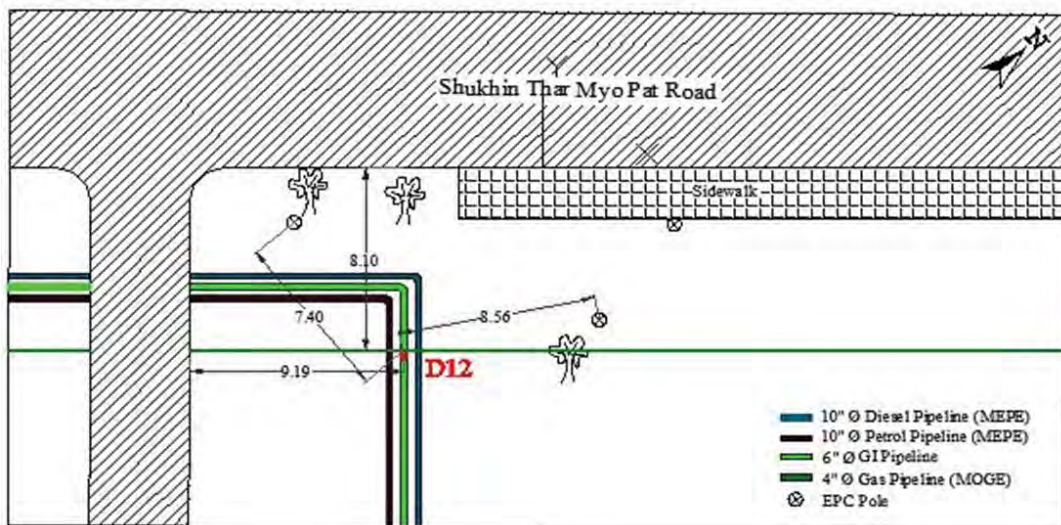 N
Shukhin Thar Myo Pat Road
Sidewalk
8.10
7.40
8.56
9.19
D12
10" Ø Diesel Pipeline (MEPE)
10" Ø Petrol Pipeline (MEPE)
6" Ø GI Pipeline
4" Ø Gas Pipeline (MOGE)
EPC Pole